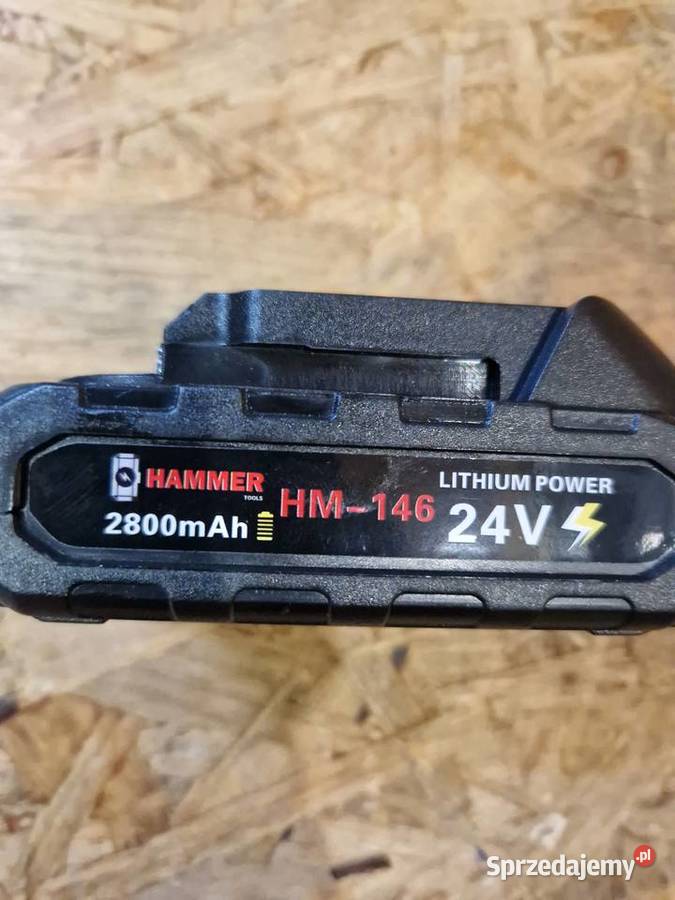 HAMMER
TOOLS
2800mAh
HM-146
LITHIUM POWER
24V
Sprzedajemy.pl